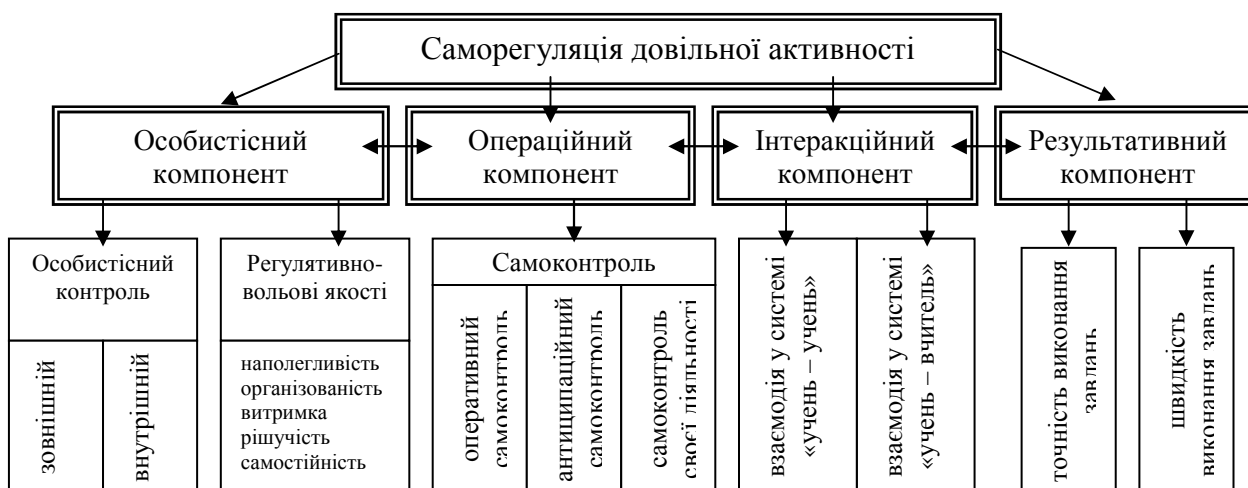 Саморегуляція довільної активності
Особистісний
компонент
Операційний
компонент
Інтеракційний
компонент
Результативний
компонент
Особистісний
контроль
зовнішній
внутрішній
Регулятивно-
вольові якості
наполегливість
організованість
витримка
рішучість
самостійність
Самоконтроль
оперативний
самоконтроль
антиципаційний
самоконтроль
самоконтроль
своєї діяльності
взаємодія у системі
«учень – учень»
взаємодія у системі
«учень – вчитель»
точність виконання
завдань
швидкість
виконання завдань